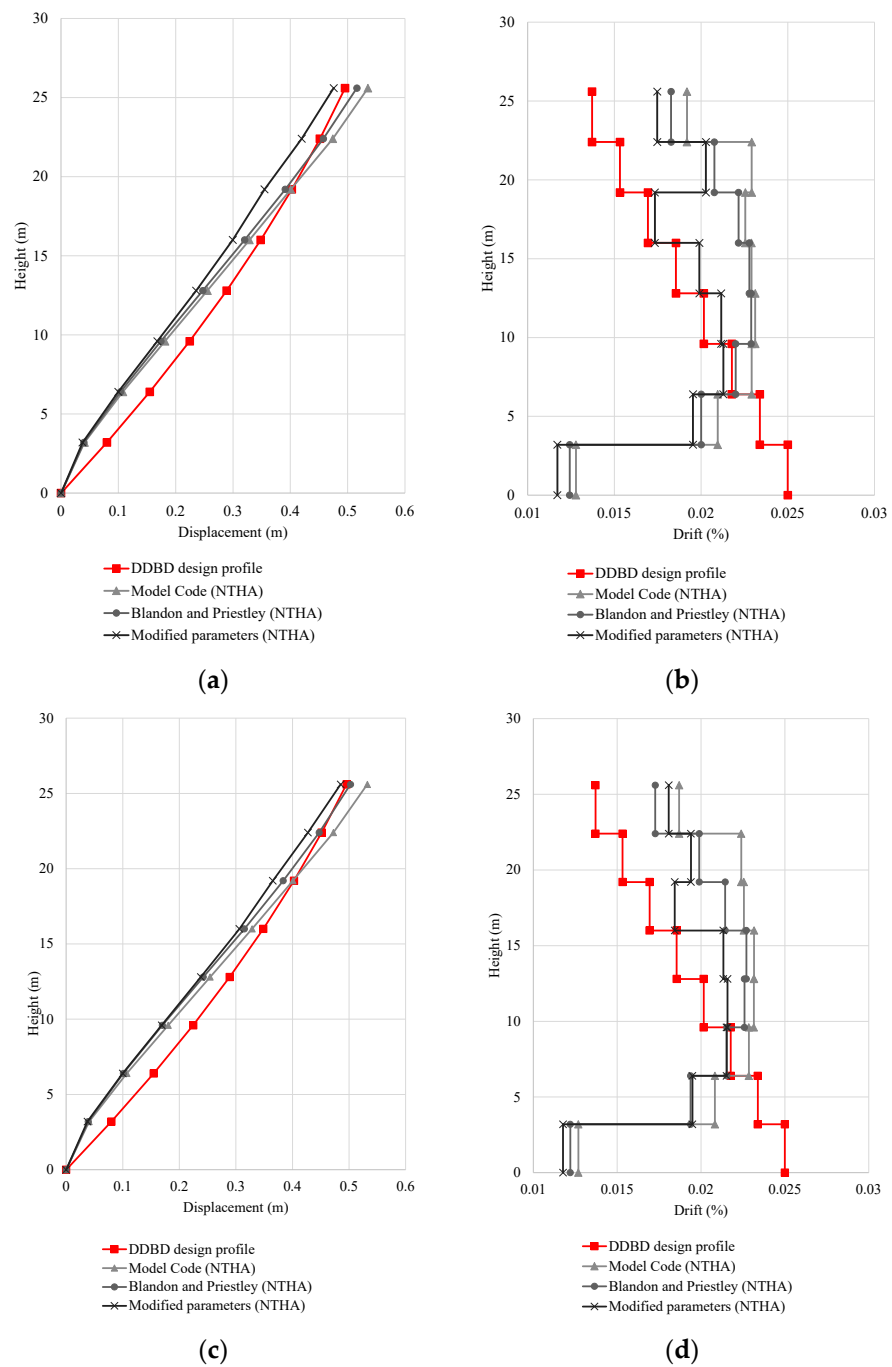 30
25
20
15
10
5
0
Height (m)
0 0.1 0.2 0.3 0.4 0.5 0.6
Displacement (m)
DDBD design profile
Model Code (NTHA)
Blandon and Priestley (NTHA)
Modified parameters (NTHA)
(a)
30
25
20
15
10
5
0
Height (m)
0.01 0.015 0.02 0.025 0.03
Drift (%)
DDBD design profile
Model Code (NTHA)
Blandon and Priestley (NTHA)
Modified parameters (NTHA)
(b)
30
25
20
15
10
5
0
Height (m)
0 0.1 0.2 0.3 0.4 0.5 0.6
Displacement (m)
DDBD design profile
Model Code (NTHA)
Blandon and Priestley (NTHA)
Modified parameters (NTHA)
(c)
30
25
20
15
10
5
0
Height (m)
0.01 0.015 0.02 0.025 0.03
Drift (%)
DDBD design profile
Model Code (NTHA)
Blandon and Priestley (NTHA)
Modified parameters (NTHA)
(d)